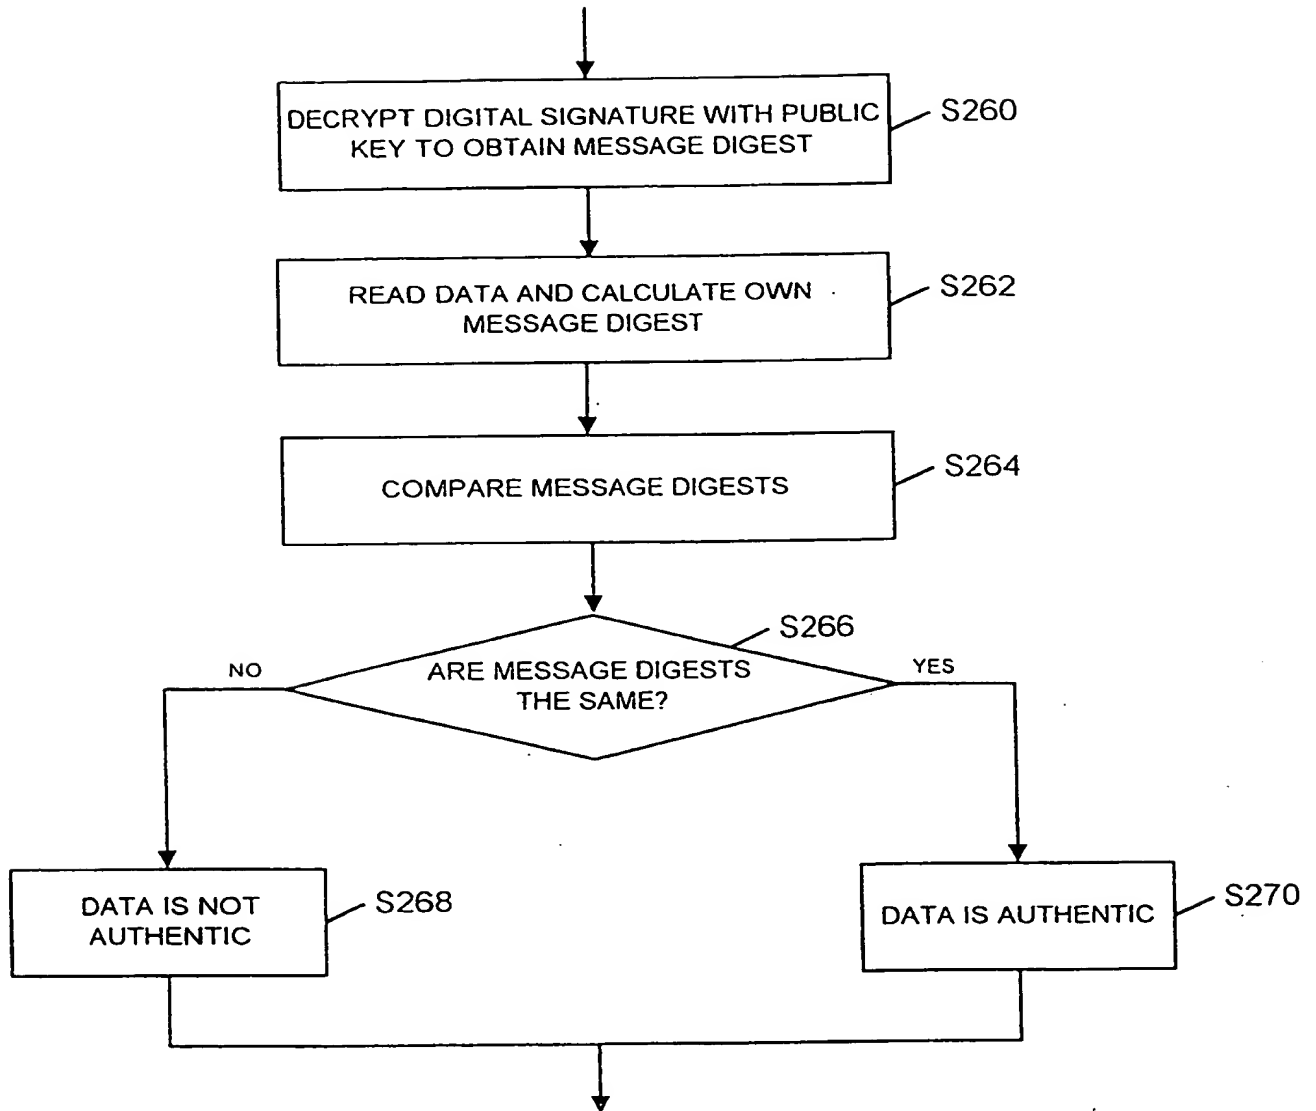 DECRYPT DIGITAL SIGNATURE WITH PUBLIC
KEY TO OBTAIN MESSAGE DIGEST
S260
READ DATA AND CALCULATE OWN
MESSAGE DIGEST
S262
COMPARE MESSAGE DIGESTS
S264
S266
ARE MESSAGE DIGESTS
THE SAME?
NO
YES
DATA IS NOT
AUTHENTIC
S268
DATA IS AUTHENTIC
S270